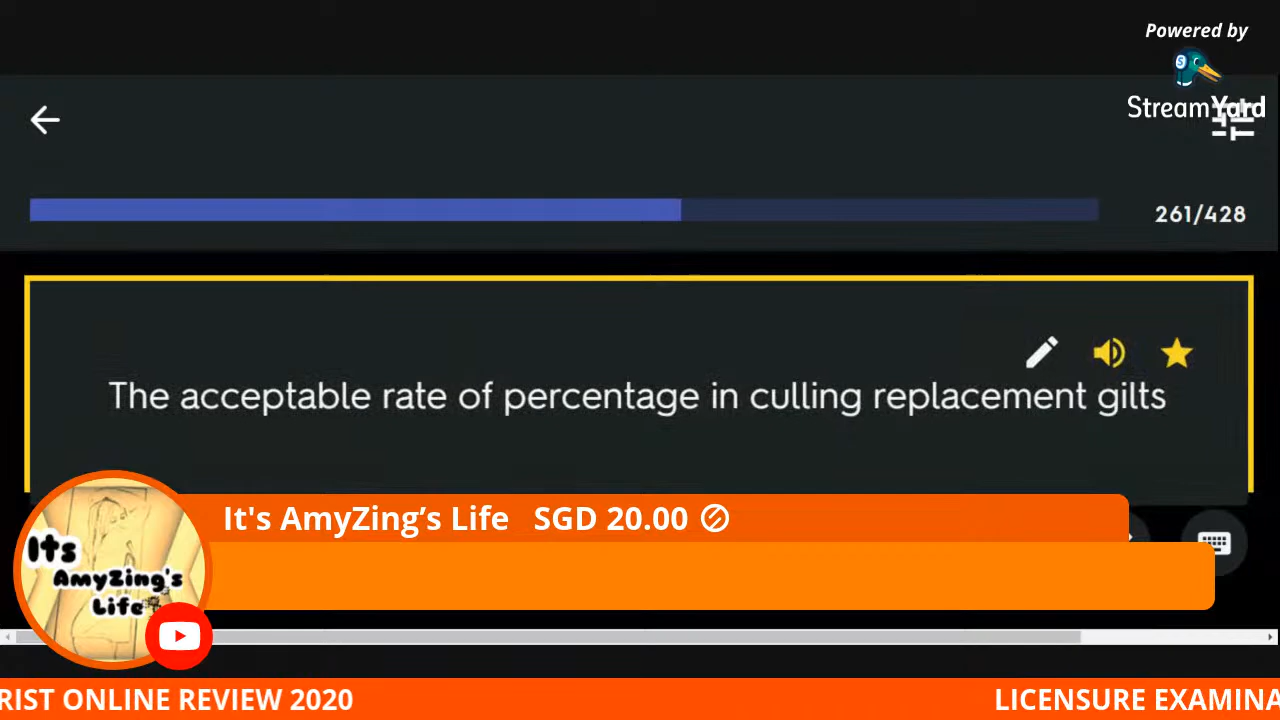 Powered by
StreamYard
261/428
The acceptable rate of percentage in culling replacement gilts
It's AmyZing’s Life SGD 20.00
Its
AmyZing's
Life
RIST ONLINE REVIEW 2020
LICENSURE EXAMINA